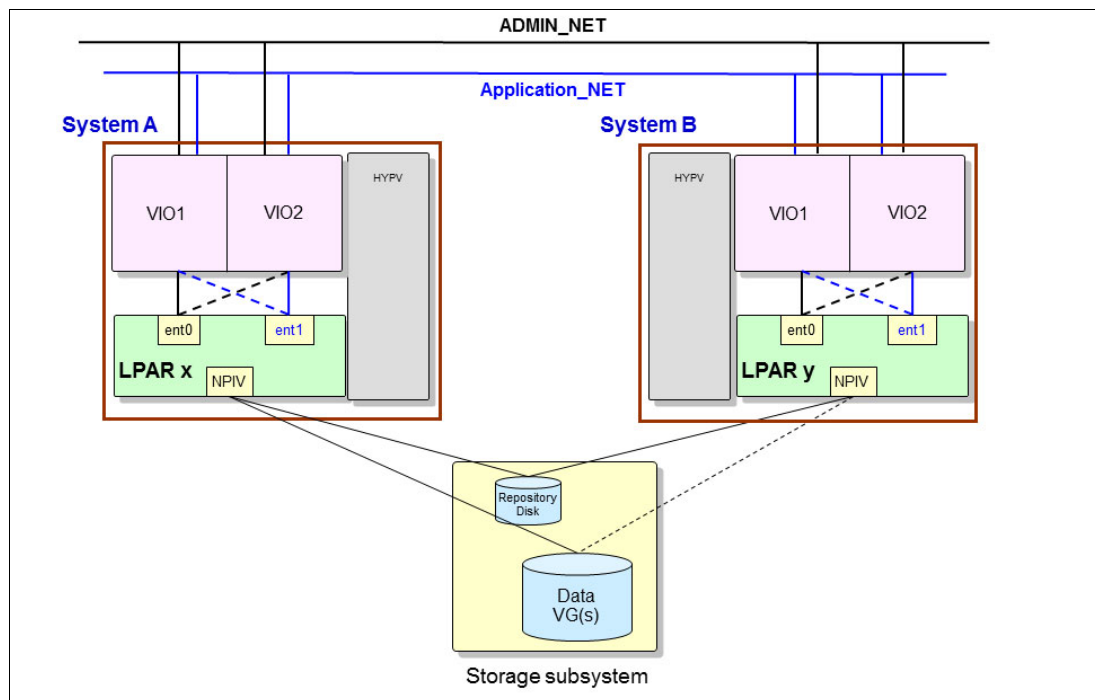 ADMIN_NET
Application_NET
System A
System B
VIO1
VIO2
HYPV
HYPV
VIO1
VIO2
ent0
ent1
ent0
ent1
LPAR x
NPIV
LPAR y
NPIV
Repository
Disk
Data
VG(s)
Storage subsystem